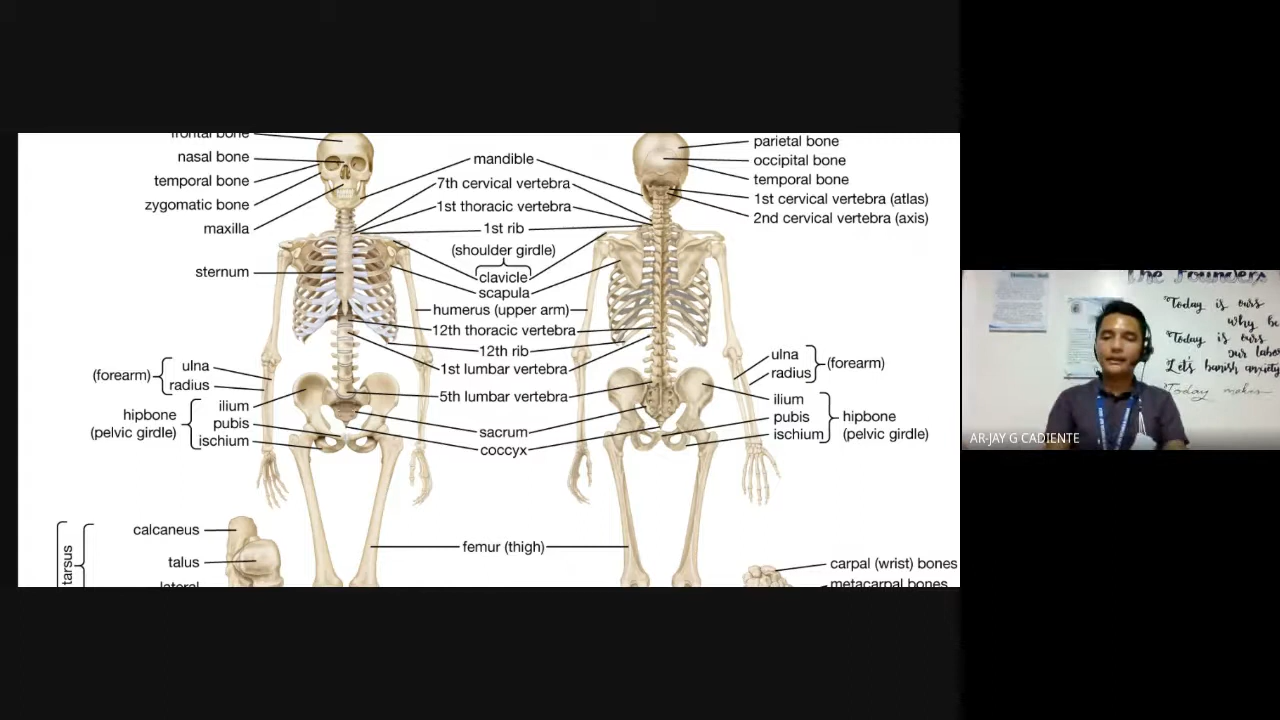 frontal bone
nasal bone
temporal bone
zygomatic bone
maxilla
sternum
(forearm)
ulna
radius
hipbone
(pelvic girdle)
ilium
pubis
ischium
mandible
7th cervical vertebra
1st thoracic vertebra
1st rib
(shoulder girdle)
clavicle
scapula
humerus (upper arm)
12th thoracic vertebra
12th rib
1st lumbar vertebra
5th lumbar vertebra
sacrum
coccyx
parietal bone
occipital bone
temporal bone
1st cervical vertebra (atlas)
2nd cervical vertebra (axis)
ulna
radius
(forearm)
ilium
pubis
ischium
hipbone
(pelvic girdle)
tarsus
calcaneus
talus
lateral
femur (thigh)
carpal (wrist) bones
metacarpal bones
The Founders
"Today is ours
why
"Today is ours
our
"Let's banish anxiety
Today makes
AR-JAY G CADIENTE